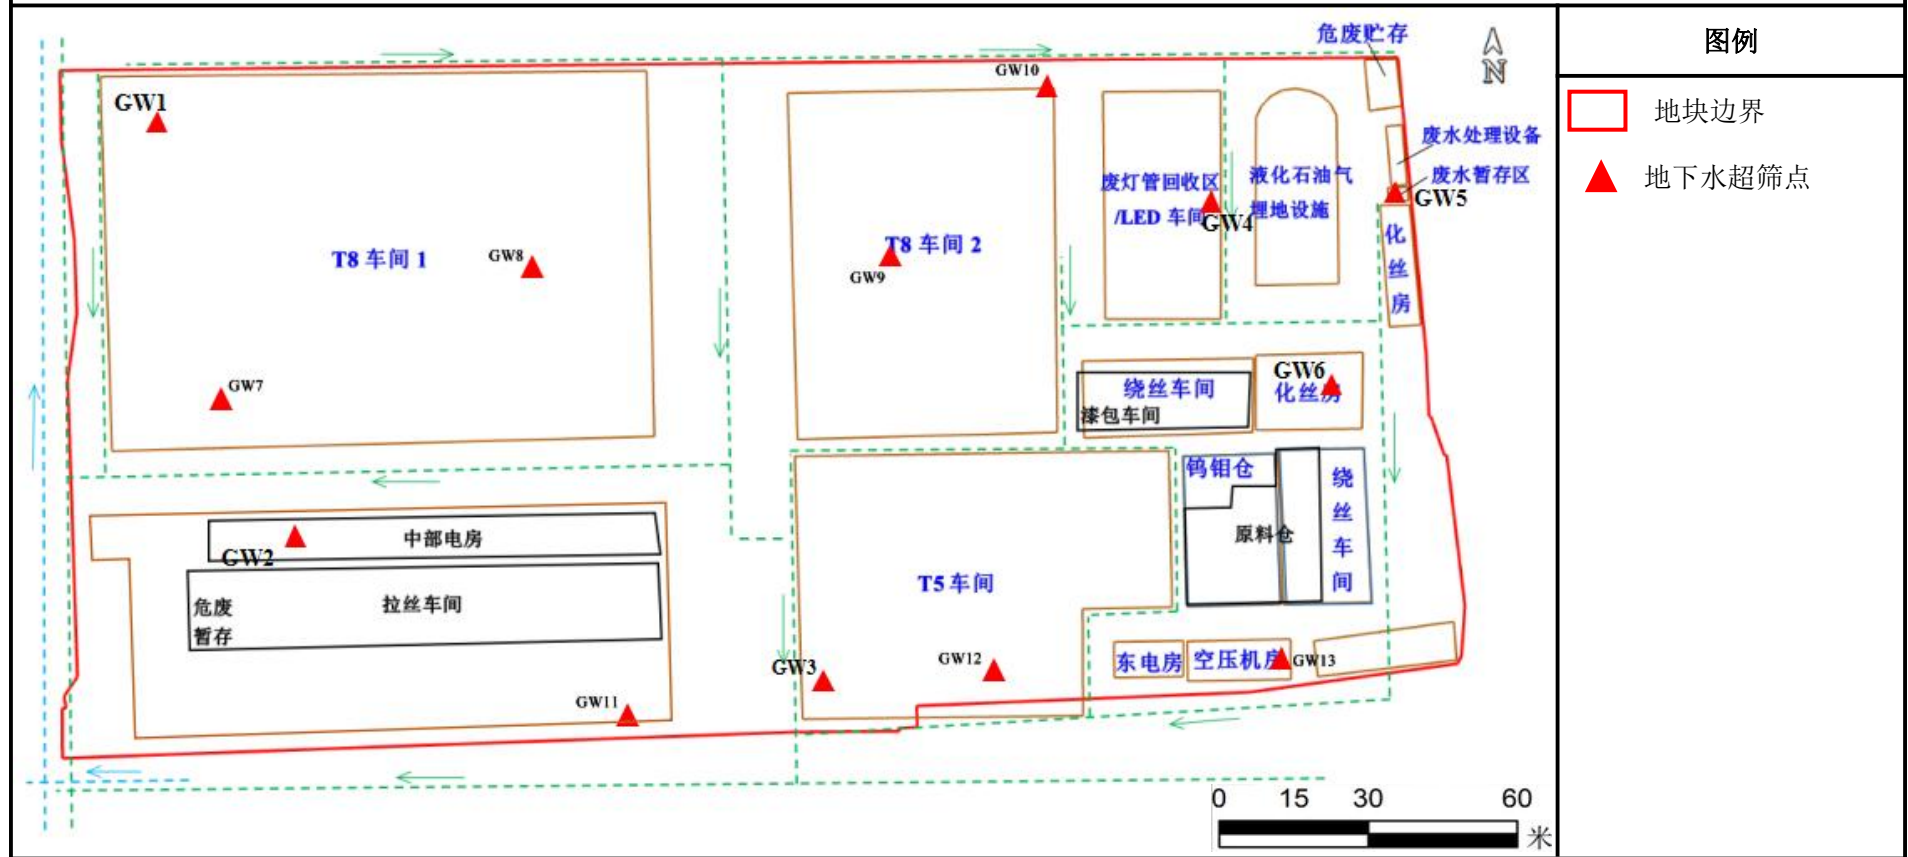 危废贮存
N
图例
GW10
GW1
地块边界
废水处理设备
废灯管回收区
/LED 车间
液化石油气
埋地设施
废水暂存区
地下水超筛点
GW5
GW4
T8 车间 1
GW8
T8 车间 2
GW9
化
丝
房
GW7
绕丝车间
漆包车间
GW6
化丝房
钨钼仓
原料仓
绕
丝
车
间
中部电房
GW2
危废
暂存
拉丝车间
T5 车间
GW3
GW12
东电房
空压机房
GW13
GW11
0 15 30 60
米